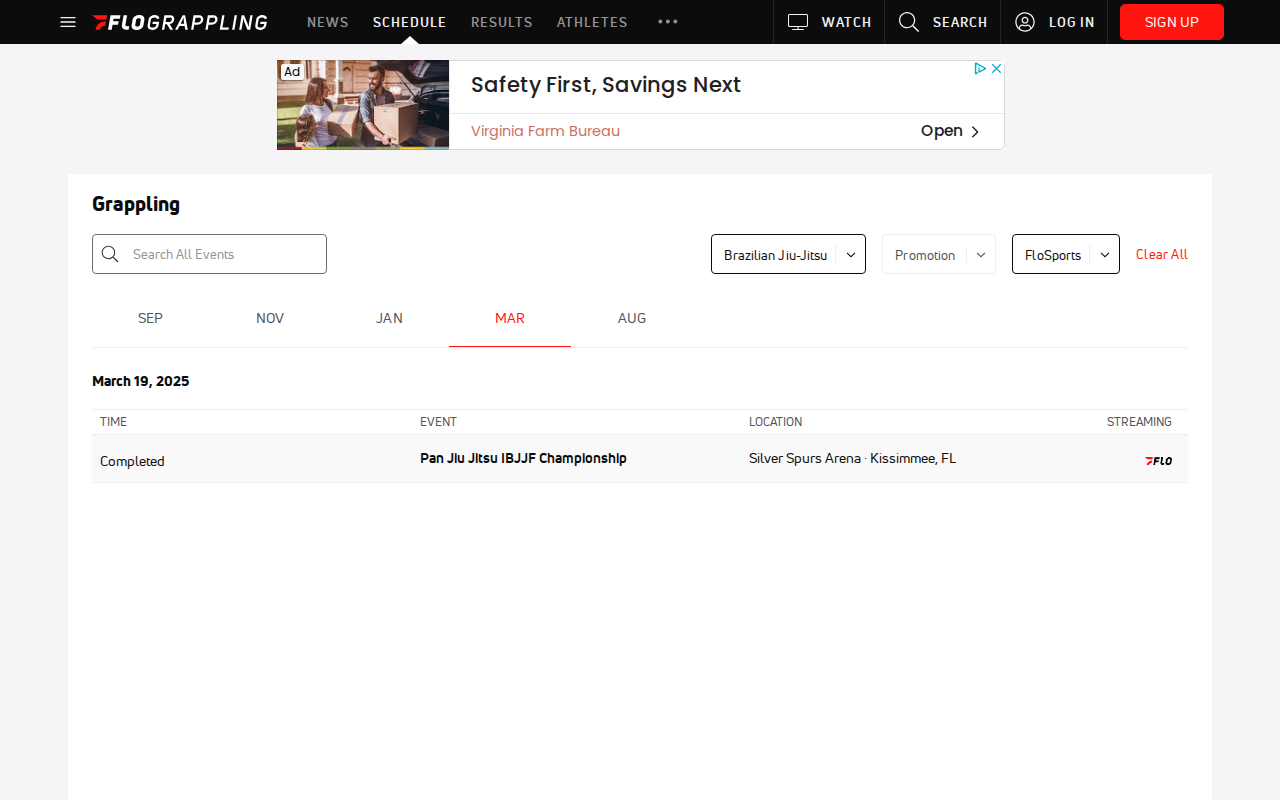 FLOGRAPPLING NEWS SCHEDULE RESULTS ATHLETES WATCH SEARCH LOG IN SIGN UP
Ad
Safety First, Savings Next
Virginia Farm Bureau Open
Grappling
Search All Events Brazilian Jiu-Jitsu Promotion FloSports Clear All
SEP NOV JAN MAR AUG
March 19, 2025
TIME EVENT LOCATION STREAMING
Completed Pan Jiu Jitsu IBJJF Championship Silver Spurs Arena · Kissimmee, FL FLO